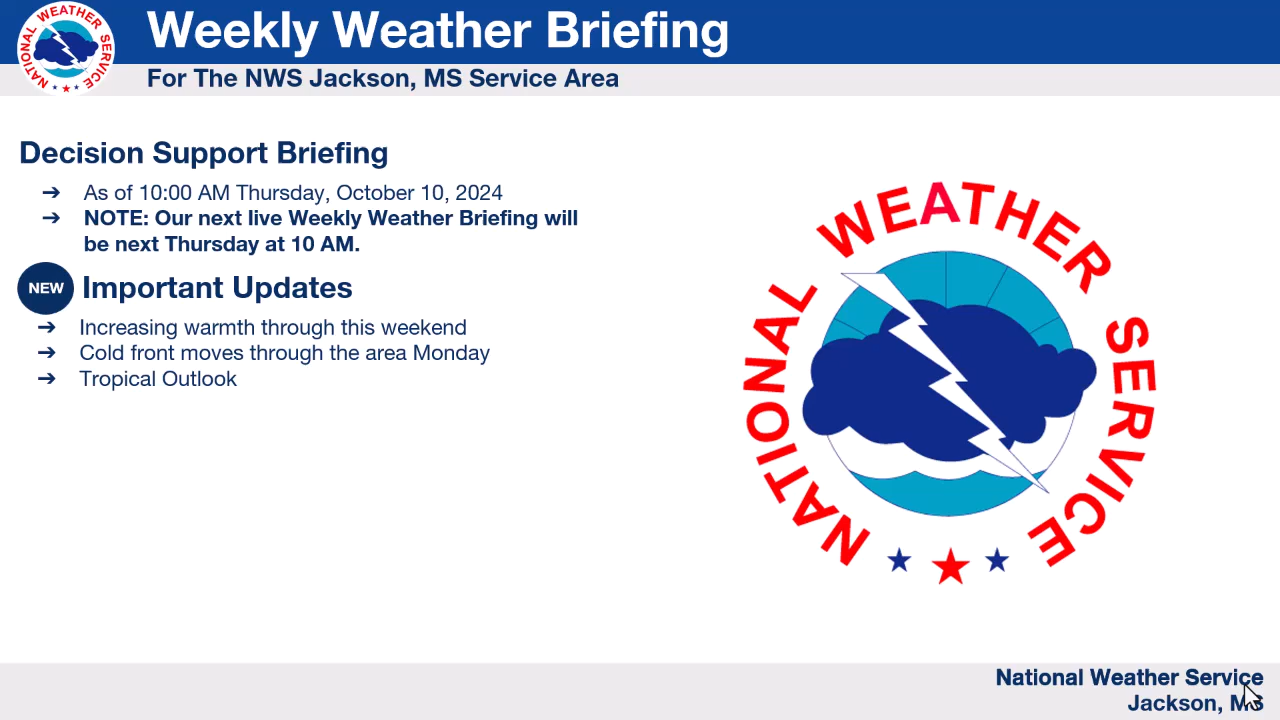 NATIONAL WEATHER SERVICE
Weekly Weather Briefing
For The NWS Jackson, MS Service Area
Decision Support Briefing
➔ As of 10:00 AM Thursday, October 10, 2024
➔ NOTE: Our next live Weekly Weather Briefing will
be next Thursday at 10 AM.
NEW Important Updates
➔ Increasing warmth through this weekend
➔ Cold front moves through the area Monday
➔ Tropical Outlook
NATIONAL WEATHER SERVICE
National Weather Service
Jackson, MS